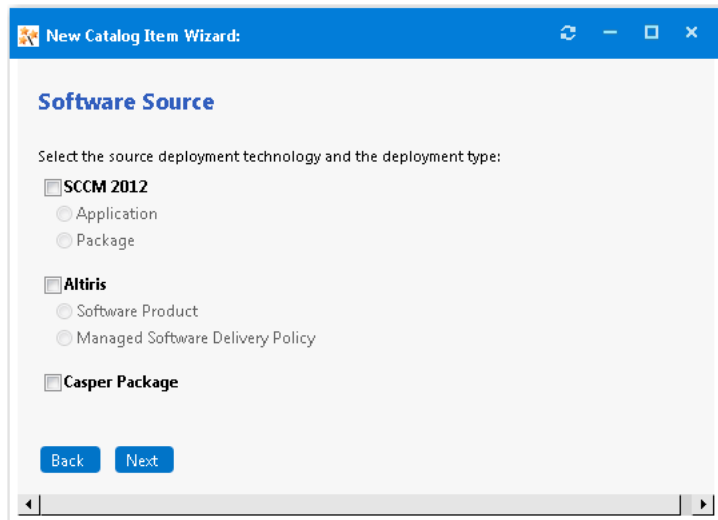 New Catalog Item Wizard:
Software Source
Select the source deployment technology and the deployment type:
SCCM 2012
Application
Package
Altiris
Software Product
Managed Software Delivery Policy
Casper Package
Back Next